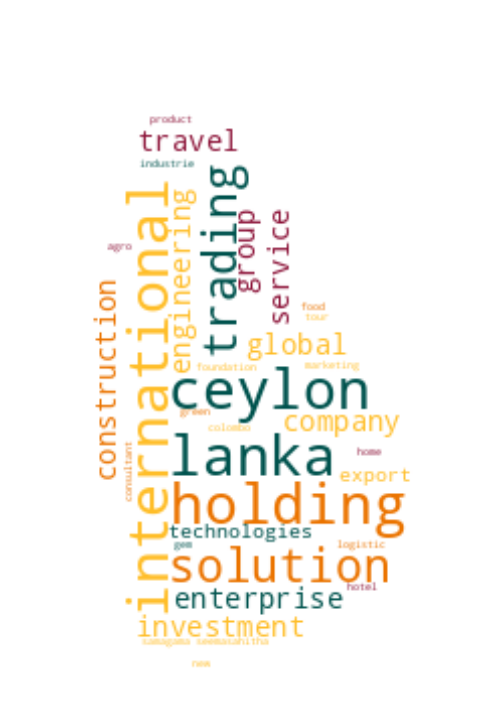 product
travel
industrie
trading
international
engineering
group
service
agro
construction
food
tour
global
foundation
marketing
ceylon
green
company
colombo
lanka
home
consultant
export
holding
technologies
gem
logistic
solution
hotel
enterprise
investment
samagama seemasahitha
new